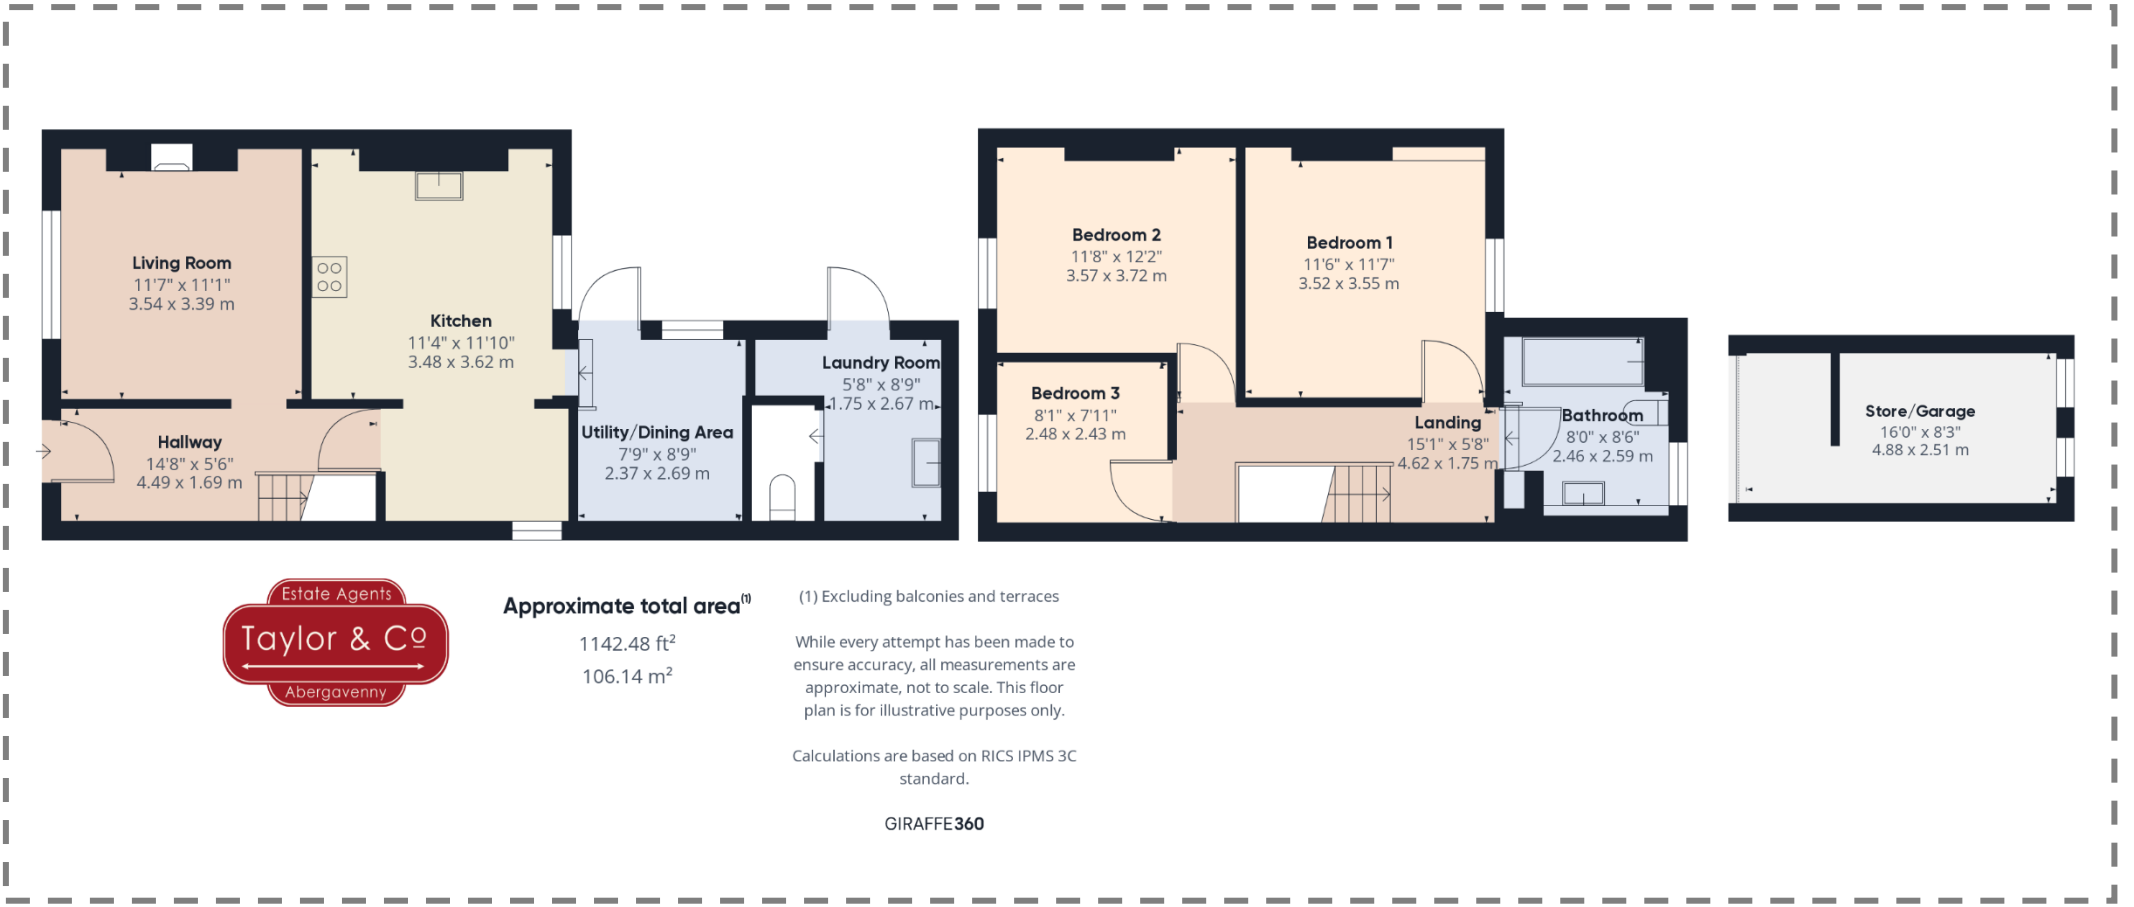 Living Room
11'7" x 11'1"
3.54 x 3.39 m
Kitchen
11'4" x 11'10"
3.48 x 3.62 m
Hallway
14'8" x 5'6"
4.49 x 1.69 m
Utility/Dining Area
7'9" x 8'9"
2.37 x 2.69 m
Laundry Room
5'8" x 8'9"
1.75 x 2.67 m
Bedroom 2
11'8" x 12'2"
3.57 x 3.72 m
Bedroom 1
11'6" x 11'7"
3.52 x 3.55 m
Bedroom 3
8'1" x 7'11"
2.48 x 2.43 m
Landing
15'1" x 5'8"
4.62 x 1.75 m
Bathroom
8'0" x 8'6"
2.46 x 2.59 m
Store/Garage
16'0" x 8'3"
4.88 x 2.51 m
Estate Agents
Taylor & Cº
Abergavenny
Approximate total area⁽¹⁾
1142.48 ft²
106.14 m²
(1) Excluding balconies and terraces
While every attempt has been made to
ensure accuracy, all measurements are
approximate, not to scale. This floor
plan is for illustrative purposes only.
Calculations are based on RICS IPMS 3C
standard.
GIRAFFE360